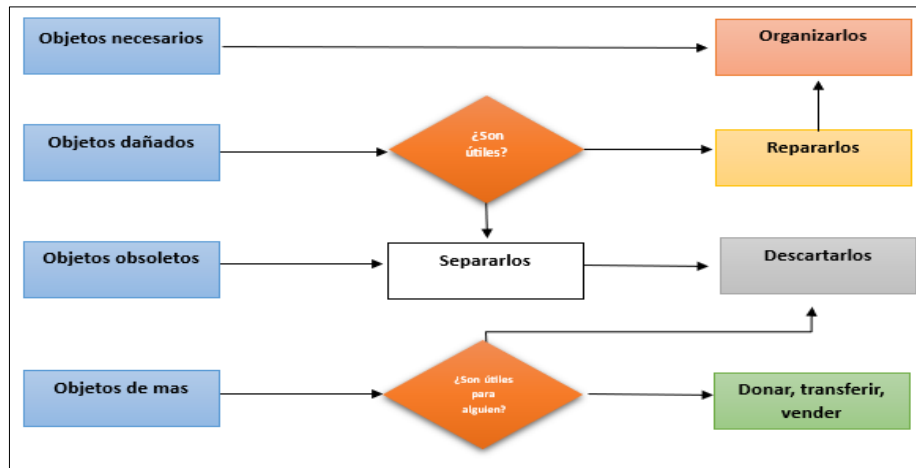 Objetos necesarios
Organizarlos
Objetos dañados
¿Son
útiles?
Repararlos
Objetos obsoletos
Separarlos
Descartarlos
Objetos de mas
¿Son útiles
para
alguien?
Donar, transferir,
vender